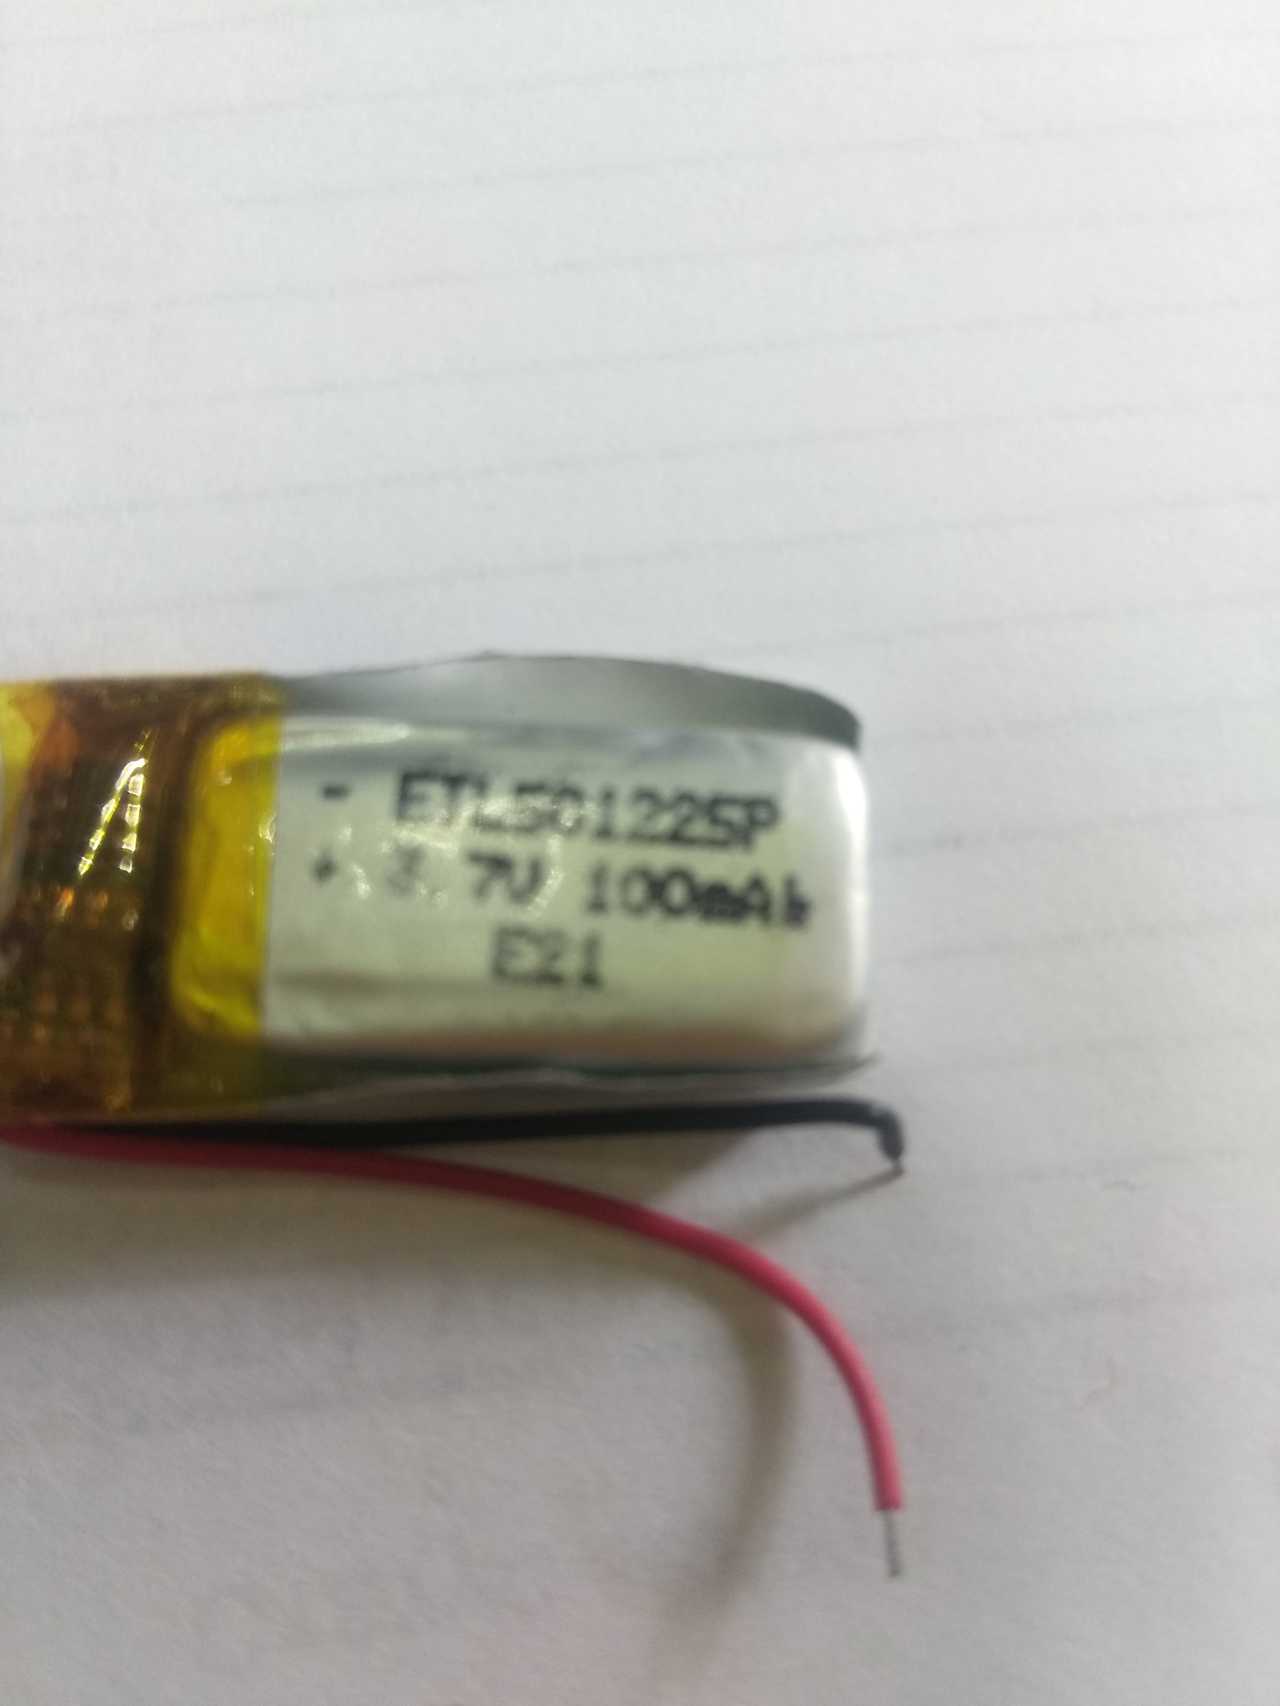 - ETL501225P
+ 3.7V 100mAh
E21